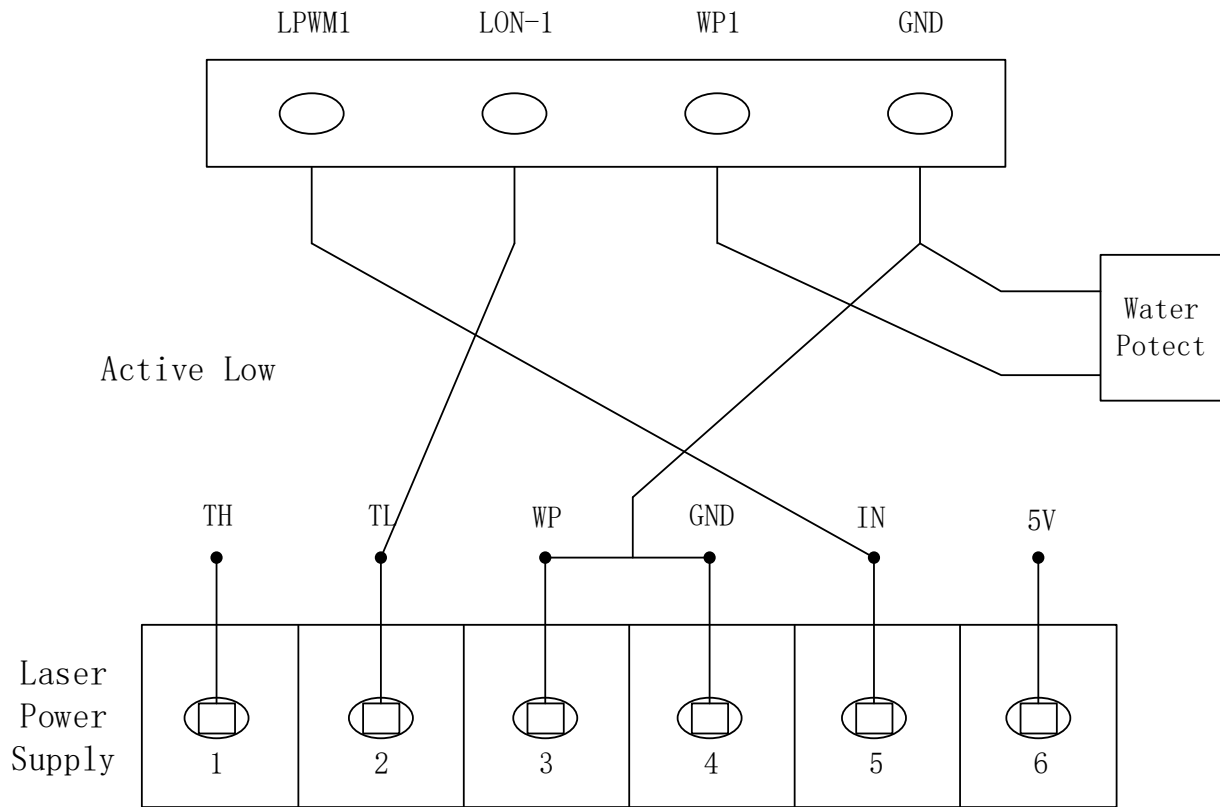 LPWM1 LON-1 WP1 GND
Water
Potect
Active Low
TH TL WP GND IN 5V
Laser
Power
Supply
1 2 3 4 5 6